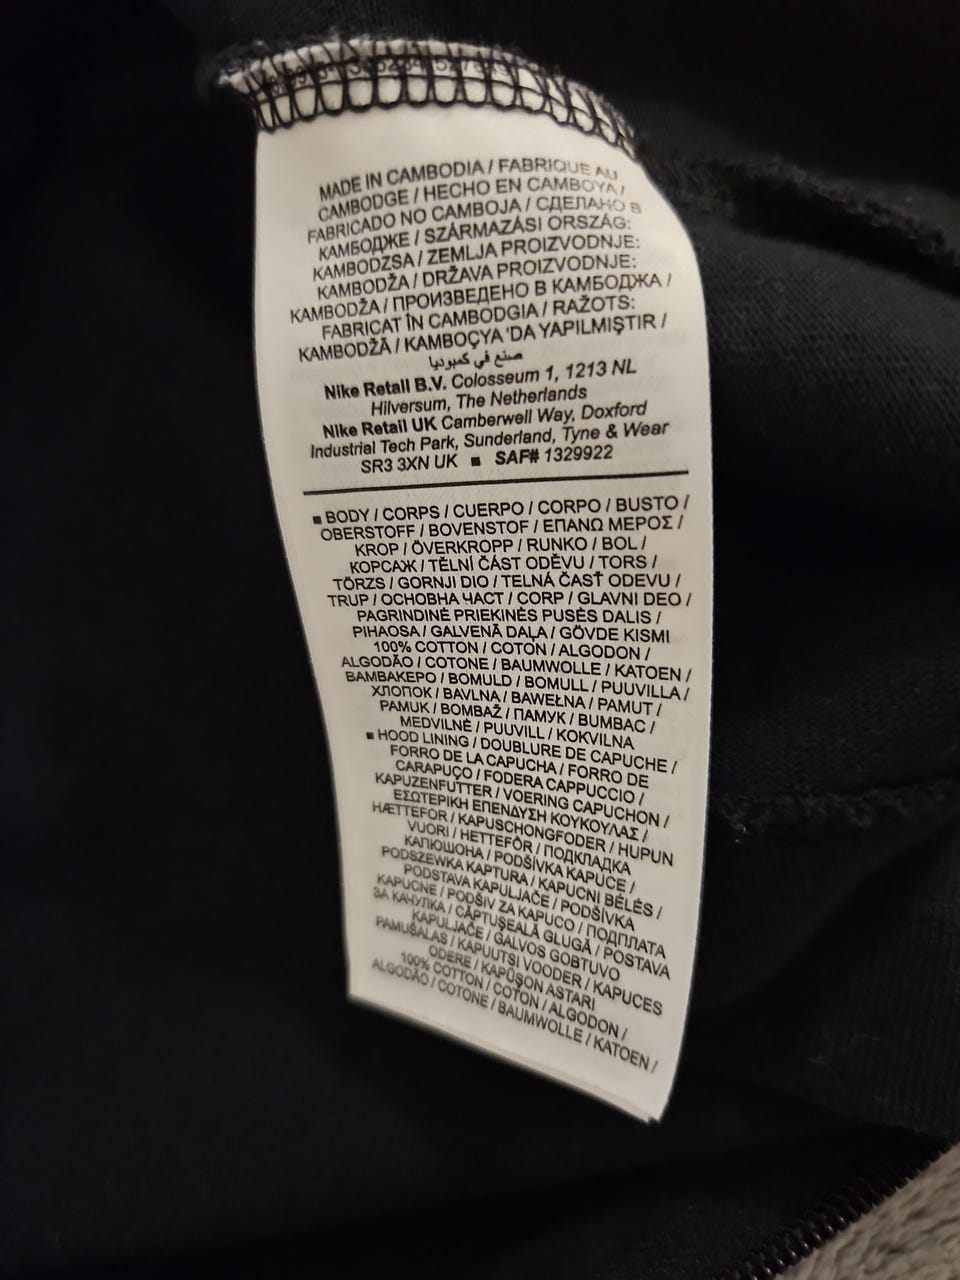 MADE IN CAMBODIA / FABRIQUE AU
CAMBODGE / HECHO EN CAMBOYA /
FABRICADO NO CAMBOJA / СДЕЛАНО В
КАМБОДЖЕ / SZÁRMAZÁSI ORSZÁG:
KAMBODZSA / ZEMLJA PROIZVODNJE:
KAMBODŽA / DRŽAVA PROIZVODNJE:
KAMBODŽA / ПРОИЗВЕДЕНО В КАМБОДЖА /
FABRICAT ÎN CAMBODGIA / RAŽOTS:
KAMBODŽĀ / KAMBOÇYA 'DA YAPILMIŞTIR /
صنع في كمبوديا
Nike Retail B.V. Colosseum 1, 1213 NL
Hilversum, The Netherlands
Nike Retail UK Camberwell Way, Doxford
Industrial Tech Park, Sunderland, Tyne & Wear
SR3 3XN UK ■ SAF# 1329922
■ BODY / CORPS / CUERPO / CORPO / BUSTO /
OBERSTOFF / BOVENSTOF / ΕΠΑΝΩ ΜΕΡΟΣ /
KROP / ÖVERKROPP / RUNKO / BOL /
КОРСАЖ / TĚLNÍ ČÁST ODĚVU / TORS /
TÖRZS / GORNJI DIO / TELNÁ ČASŤ ODEVU /
TRUP / ОСНОВНА ЧАСТ / CORP / GLAVNI DEO /
PAGRINDINĖ PRIEKINĖS PUSĖS DALIS /
PIHAOSA / GALVENĀ DAĻA / GÖVDE KISMI
100% COTTON / COTON / ALGODON /
ALGODÃO / COTONE / BAUMWOLLE / KATOEN /
ΒΑΜΒΑΚΕΡΟ / BOMULD / BOMULL / PUUVILLA /
ХЛОПОК / BAVLNA / BAWEŁNA / PAMUT /
PAMUK / BOMBAŽ / ПАМУК / BUMBAC /
MEDVILNĖ / PUUVILL / KOKVILNA
■ HOOD LINING / DOUBLURE DE CAPUCHE /
FORRO DE LA CAPUCHA / FORRO DE
CARAPUÇO / FODERA CAPPUCCIO /
KAPUZENFUTTER / VOERING CAPUCHON /
ΕΣΩΤΕΡΙΚΗ ΕΠΕΝΔΥΣΗ ΚΟΥΚΟΥΛΑΣ /
HÆTTEFOR / KAPUSCHONGFODER / HUPUN
VUORI / HETTEFÔR / ПОДКЛАДКА
КАПЮШОНА / PODŠÍVKA KAPUCE /
PODSZEWKA KAPTURA / KAPUCNI BÉLÉS /
PODSTAVA KAPULJAČE / PODŠÍVKA
KAPUCNE / PODŠIV ZA KAPUCO / ПОДПЛАТА
ЗА КАЧУЛКА / CĂPTUŞEALĂ GLUGĂ / POSTAVA
KAPULJAČE / GALVOS GOBTUVO
PAMUŠALAS / KAPUUTSI VOODER / KAPUCES
ODERE / KAPŞON ASTARI
100% COTTON / COTON / ALGODON /
ALGODÃO / COTONE / BAUMWOLLE / KATOEN /